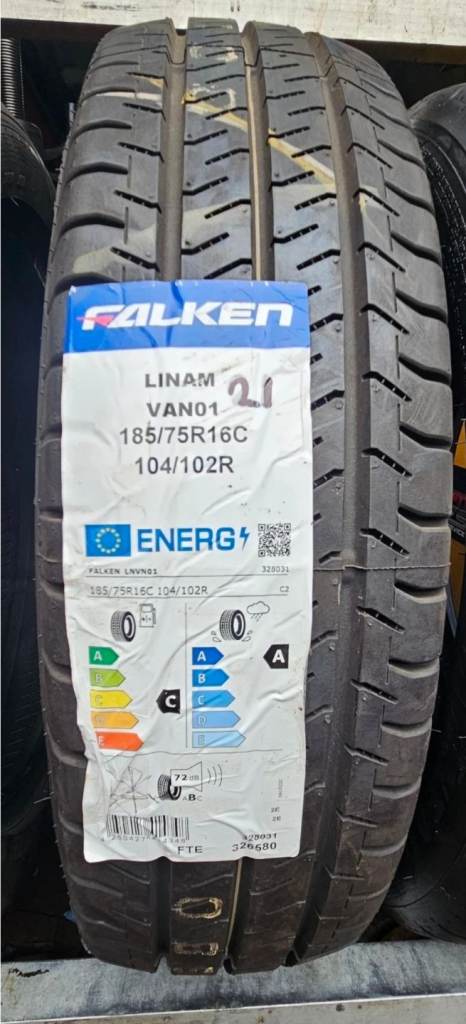 FALKEN
LINAM
VAN01 21
185/75R16C
104/102R
ENERG
FALKEN LNVN01 328031
185/75R16C 104/102R C2
A A A
B B
C C C
D
E E
72 dB
ABC
328031
FTE 326580